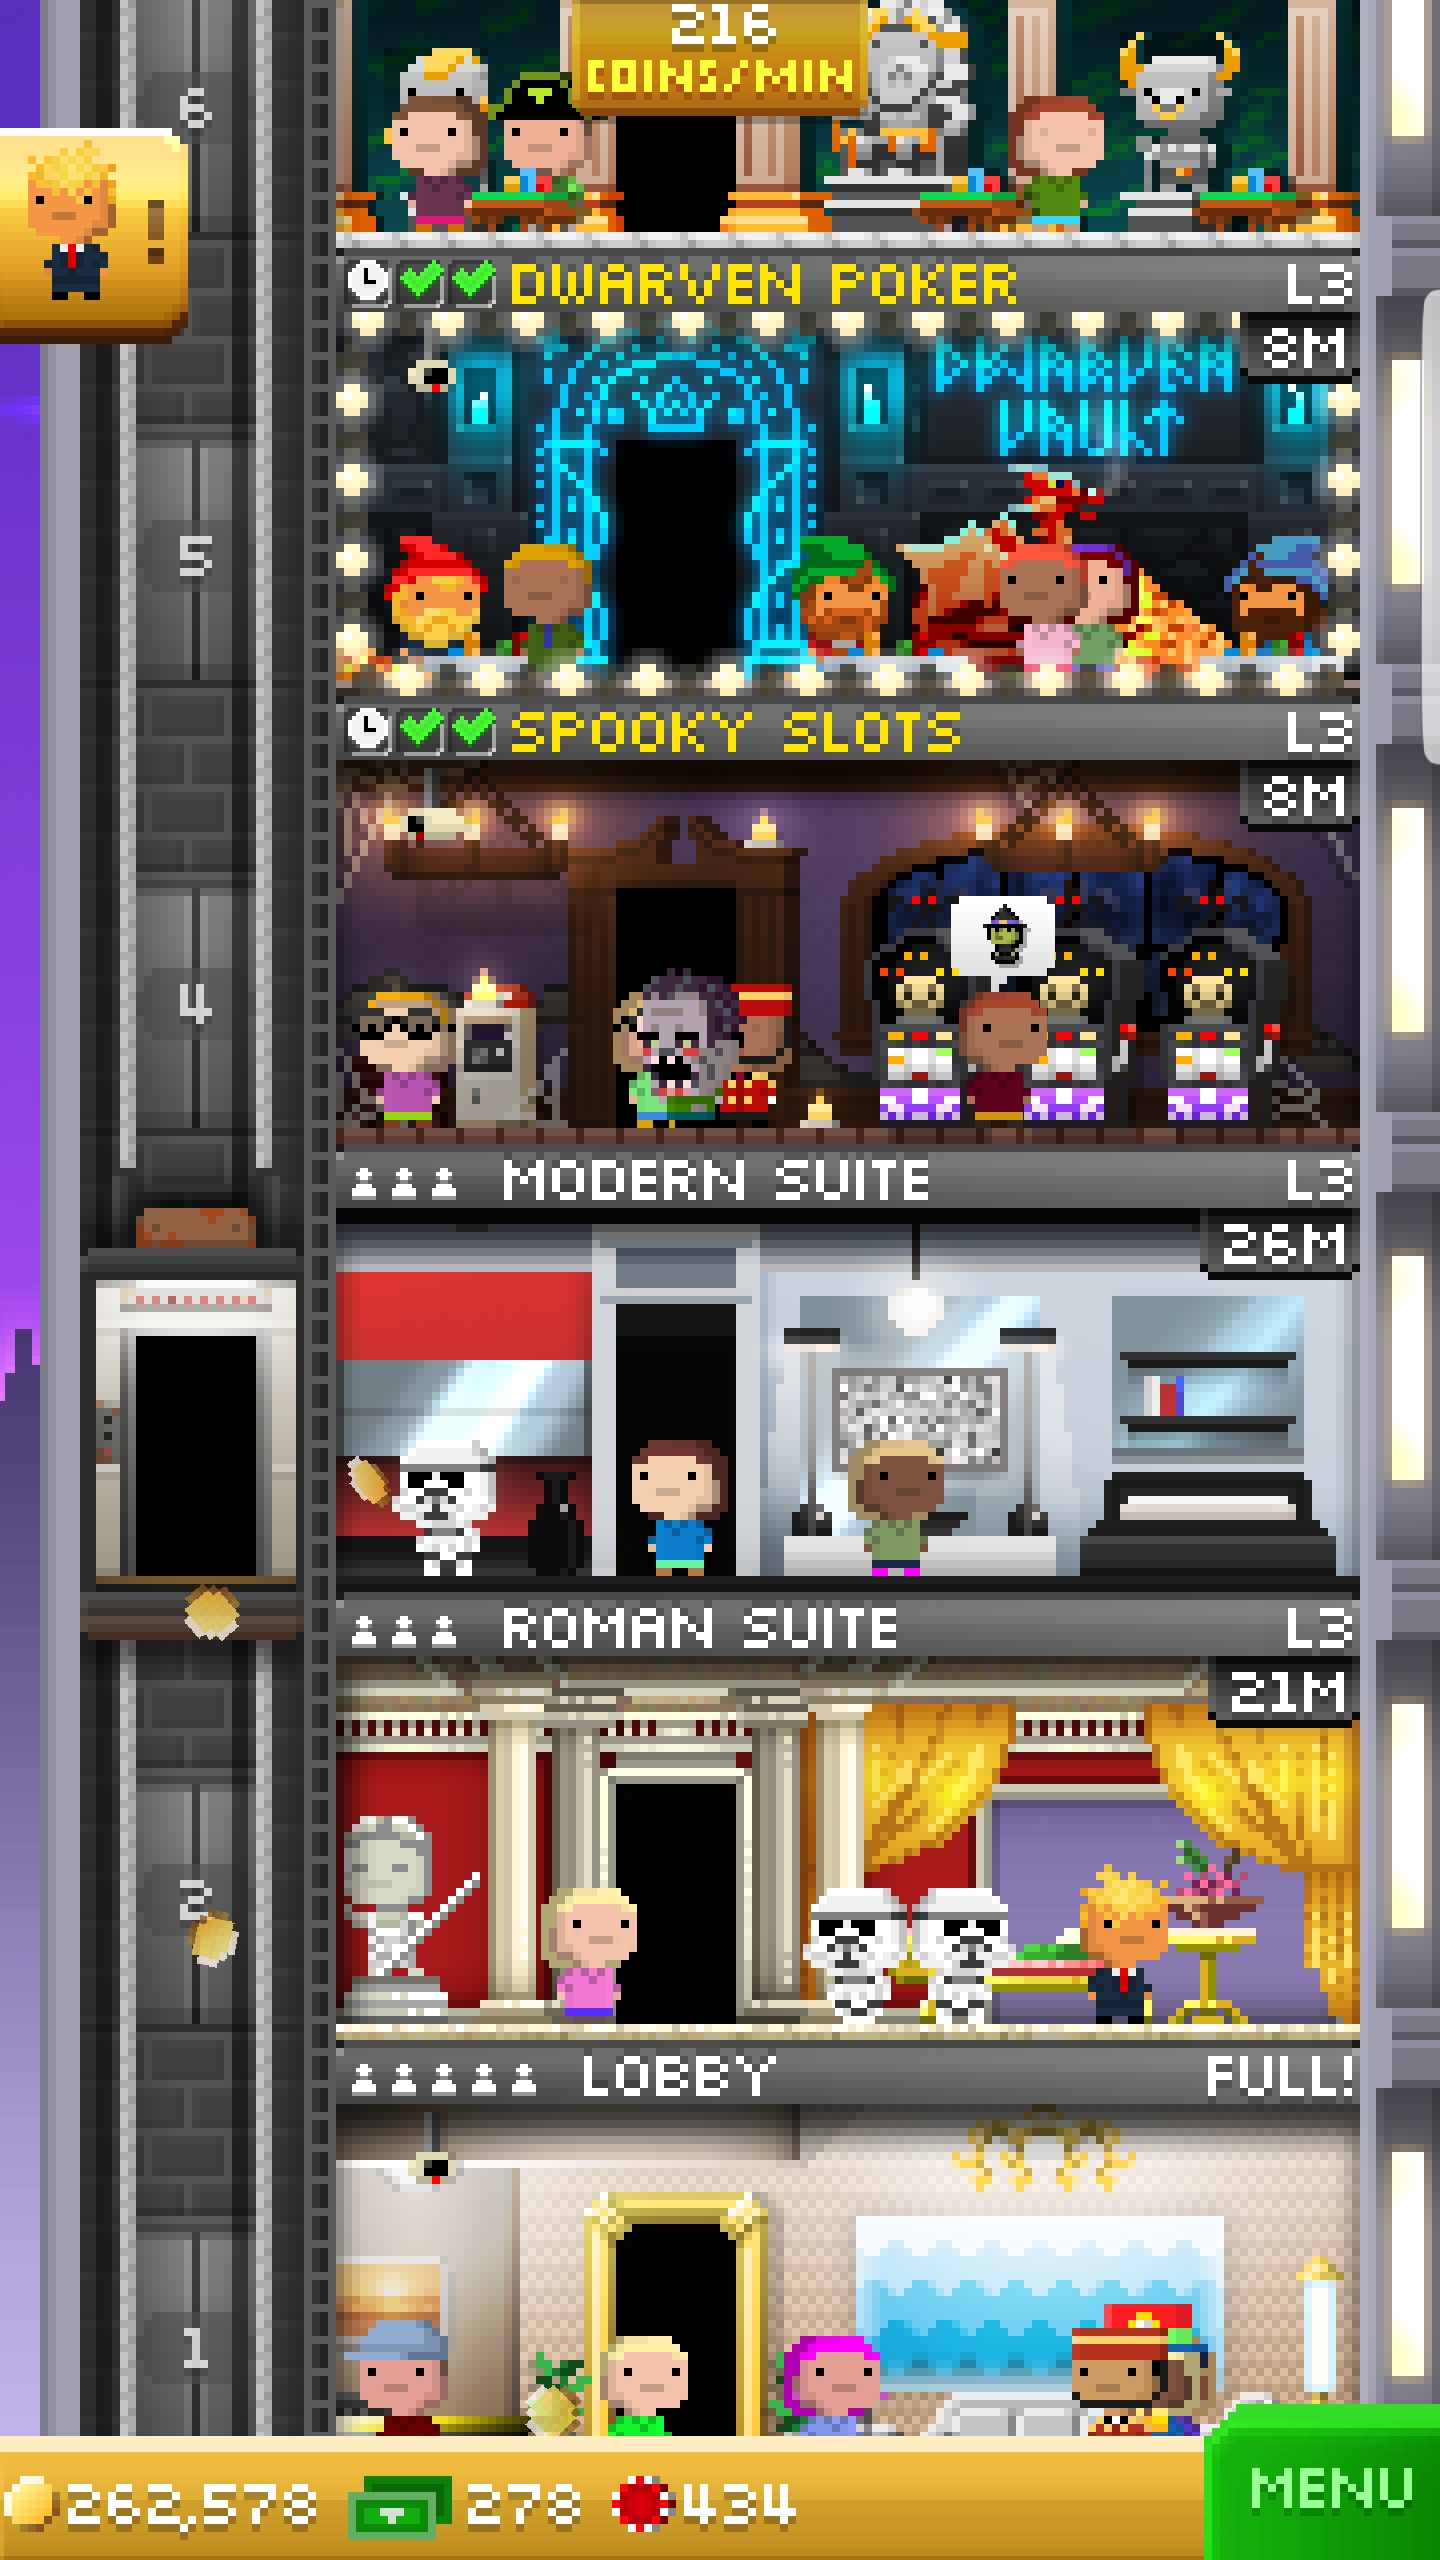 216
COINS/MIN
6
!
DWARVEN POKER L3
8M
DWARVEN
VAULT
5
SPOOKY SLOTS L3
8M
4
MODERN SUITE L3
26M
ROMAN SUITE L3
21M
2
LOBBY FULL!
1
262,578 278 434 MENU